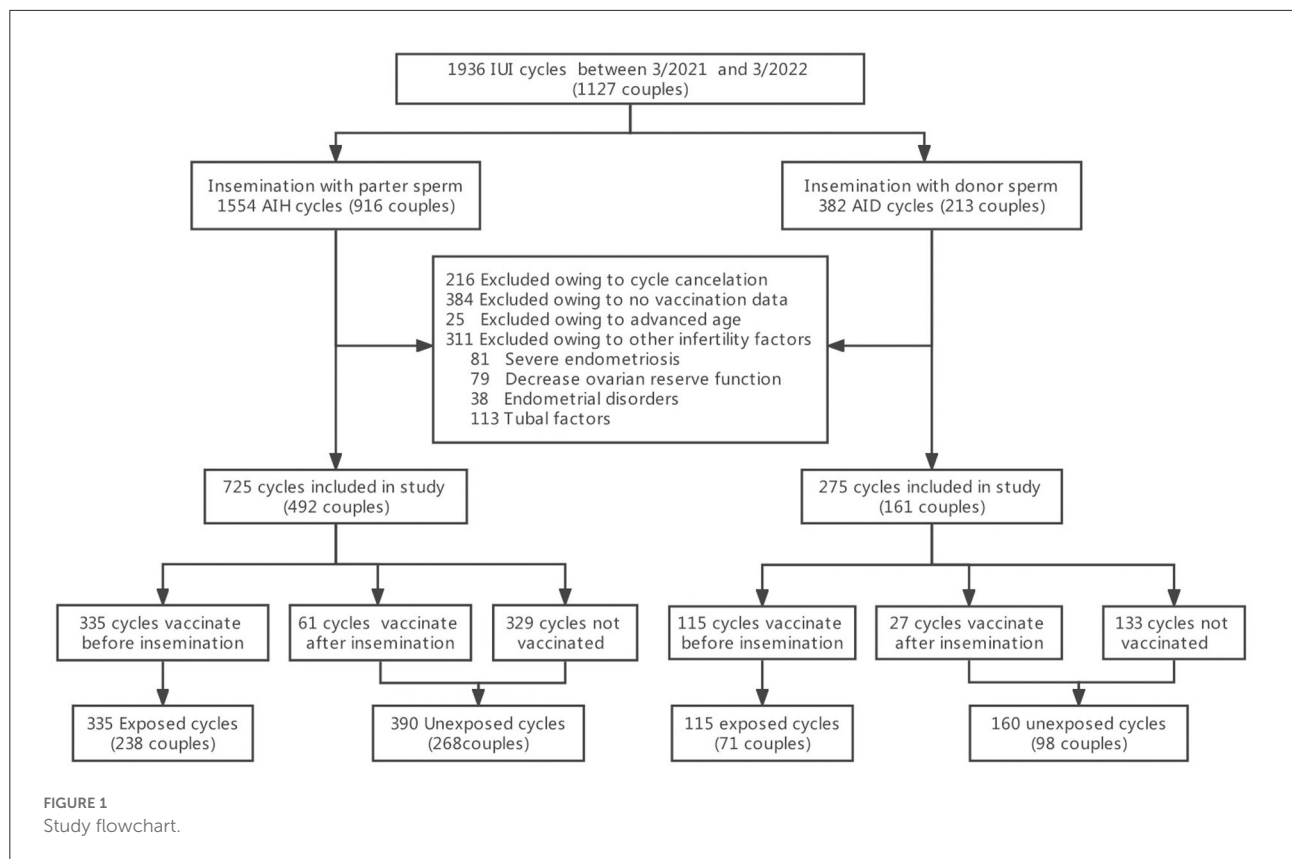 1936 IUI cycles between 3/2021 and 3/2022
(1127 couples)
Insemination with parter sperm
1554 AIH cycles (916 couples)
Insemination with donor sperm
382 AID cycles (213 couples)
216 Excluded owing to cycle cancelation
384 Excluded owing to no vaccination data
25 Excluded owing to advanced age
311 Excluded owing to other infertility factors
81 Severe endometriosis
79 Decrease ovarian reserve function
38 Endometrial disorders
113 Tubal factors
725 cycles included in study
(492 couples)
275 cycles included in study
(161 couples)
335 cycles vaccinate
before insemination
61 cycles vaccinate
after insemination
329 cycles not
vaccinated
115 cycles vaccinate
before insemination
27 cycles vaccinate
after insemination
133 cycles not
vaccinated
335 Exposed cycles
(238 couples)
390 Unexposed cycles
(268couples)
115 exposed cycles
(71 couples)
160 unexposed cycles
(98 couples)
FIGURE 1
Study flowchart.